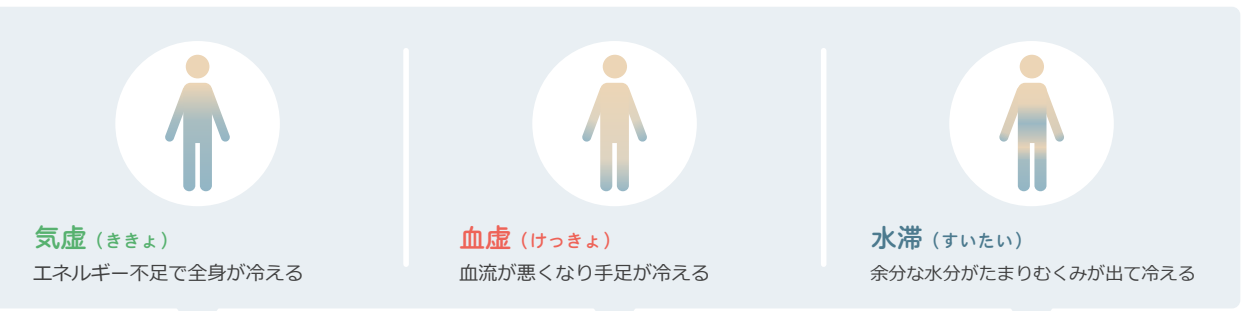 気虚（ききょ）
エネルギー不足で全身が冷える
血虚（けっきょ）
血流が悪くなり手足が冷える
水滞（すいたい）
余分な水分がたまりむくみが出て冷える